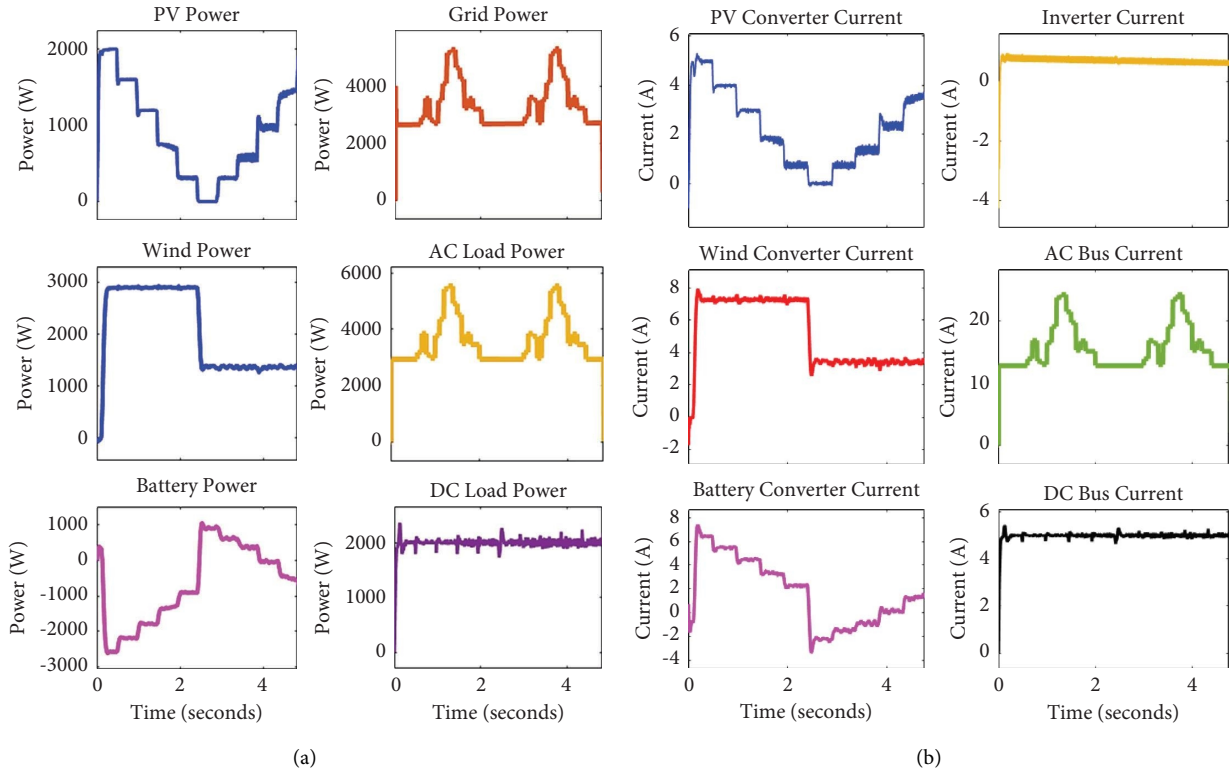 PV Power
Power (W)
2000
1000
0
Grid Power
Power (W)
6000
4000
2000
0
Wind Power
Power (W)
3000
2000
1000
0
AC Load Power
Power (W)
6000
4000
2000
0
Battery Power
Power (W)
1000
0
-1000
-2000
-3000
0 2 4
Time (seconds)
DC Load Power
Power (W)
2000
1000
0
0 2 4
Time (seconds)
(a)
PV Converter Current
Current (A)
6
4
2
0
Inverter Current
Current (A)
0
-2
-4
Wind Converter Current
Current (A)
8
6
4
2
0
-2
AC Bus Current
Current (A)
20
10
0
Battery Converter Current
Current (A)
8
6
4
2
0
-2
-4
0 2 4
Time (seconds)
DC Bus Current
Current (A)
6
4
2
0
0 2 4
Time (seconds)
(b)